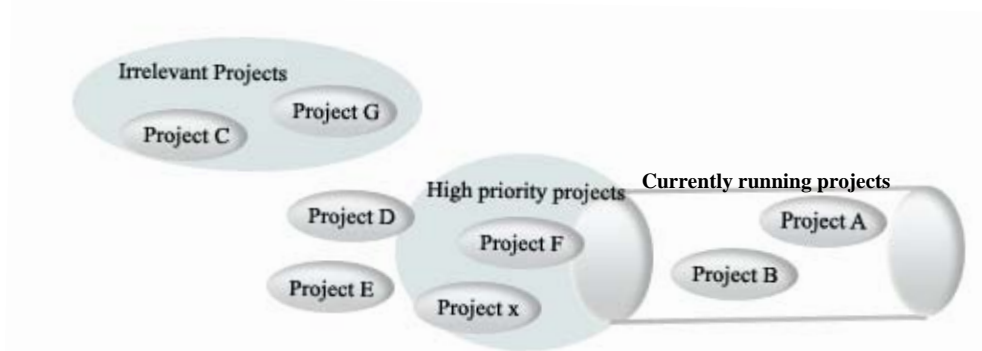 Irrelevant Projects
Project G
Project C
High priority projects
Currently running projects
Project D
Project F
Project A
Project E
Project x
Project B